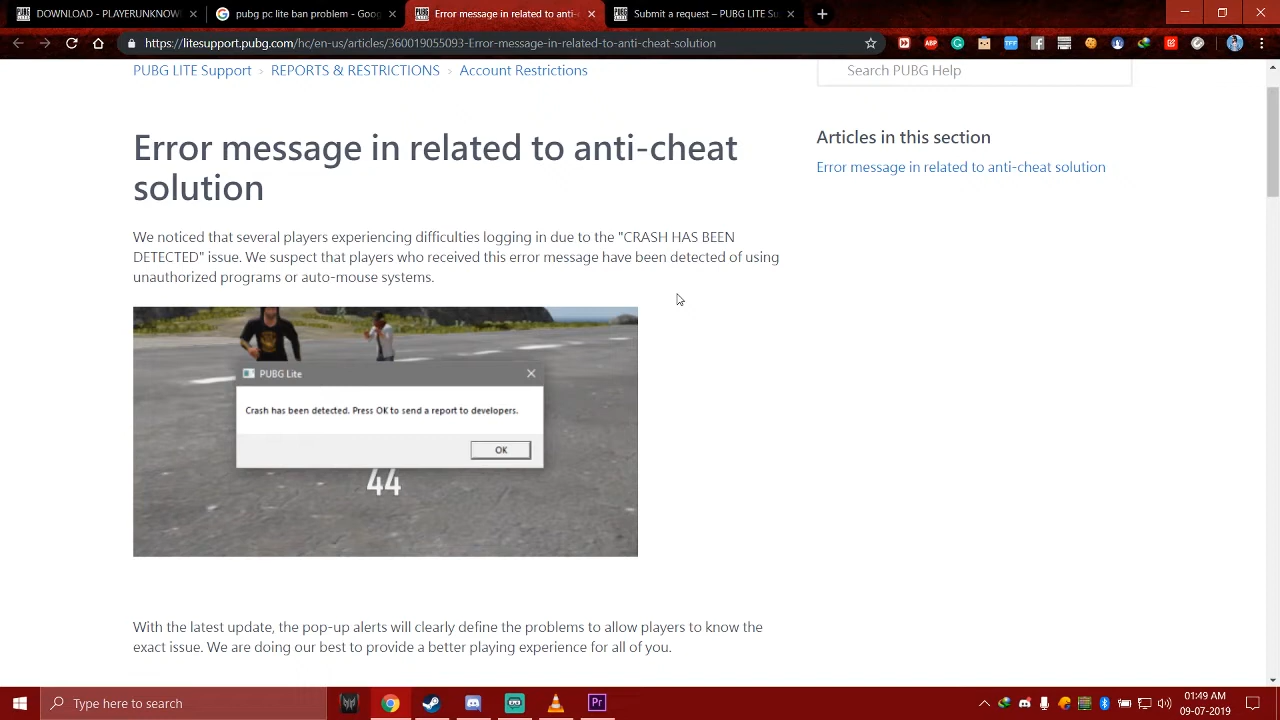 DOWNLOAD - PLAYERUNKNOW
pubg pc lite ban problem - Goo
Error message in related to anti-
Submit a request – PUBG LITE Su
https://litesupport.pubg.com/hc/en-us/articles/360019055093-Error-message-in-related-to-anti-cheat-solution
PUBG LITE Support > REPORTS & RESTRICTIONS > Account Restrictions
Search PUBG Help
Error message in related to anti-cheat
solution
Articles in this section
Error message in related to anti-cheat solution
We noticed that several players experiencing difficulties logging in due to the "CRASH HAS BEEN
DETECTED" issue. We suspect that players who received this error message have been detected of using
unauthorized programs or auto-mouse systems.
PUBG Lite
Crash has been detected. Press OK to send a report to developers.
OK
44
With the latest update, the pop-up alerts will clearly define the problems to allow players to know the
exact issue. We are doing our best to provide a better playing experience for all of you.
Type here to search
Pr
01:49 AM
09-07-2019